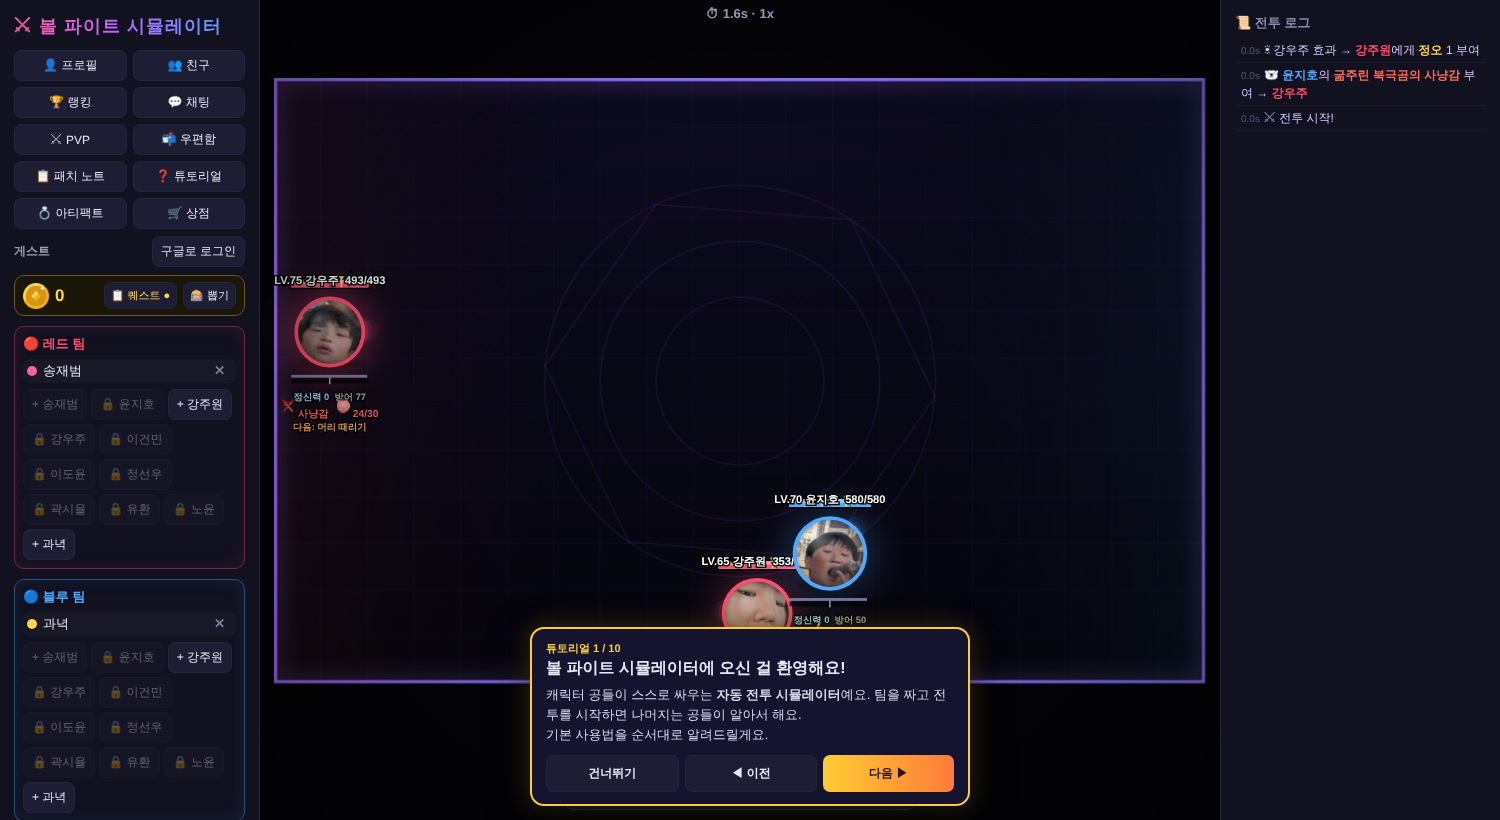 ⚔ 볼 파이트 시뮬레이터
👤 프로필
👥 친구
🏆 랭킹
💬 채팅
⚔ PVP
📬 우편함
📋 패치 노트
❓ 튜토리얼
💍 아티팩트
🛒 상점
게스트
구글로 로그인
0
📋 퀘스트 ●
🎰 뽑기
🔴 레드 팀
송재범 ✕
+ 송재범
🔒 윤지호
+ 강주원
🔒 강우주
🔒 이건민
🔒 이도윤
🔒 정선우
🔒 곽시율
🔒 유환
🔒 노윤
+ 과녁
🔵 블루 팀
과녁 ✕
+ 송재범
🔒 윤지호
+ 강주원
🔒 강우주
🔒 이건민
🔒 이도윤
🔒 정선우
🔒 곽시율
🔒 유환
🔒 노윤
+ 과녁
⏱ 1.6s · 1x
LV.75 강우주 493/493
정신력 0 방어 77
사냥감 24/30
다음: 머리 때리기
LV.70 윤지호 580/580
정신력 0 방어 50
LV.65 강주원 353/
튜토리얼 1 / 10
볼 파이트 시뮬레이터에 오신 걸 환영해요!
캐릭터 공들이 스스로 싸우는 자동 전투 시뮬레이터예요. 팀을 짜고 전
투를 시작하면 나머지는 공들이 알아서 해요.
기본 사용법을 순서대로 알려드릴게요.
건너뛰기
◀ 이전
다음 ▶
📜 전투 로그
0.0s 강우주 효과 → 강주원에게 정오 1 부여
0.0s 🐻‍❄️ 윤지호의 굶주린 북극곰의 사냥감 부
여 → 강우주
0.0s ⚔ 전투 시작!